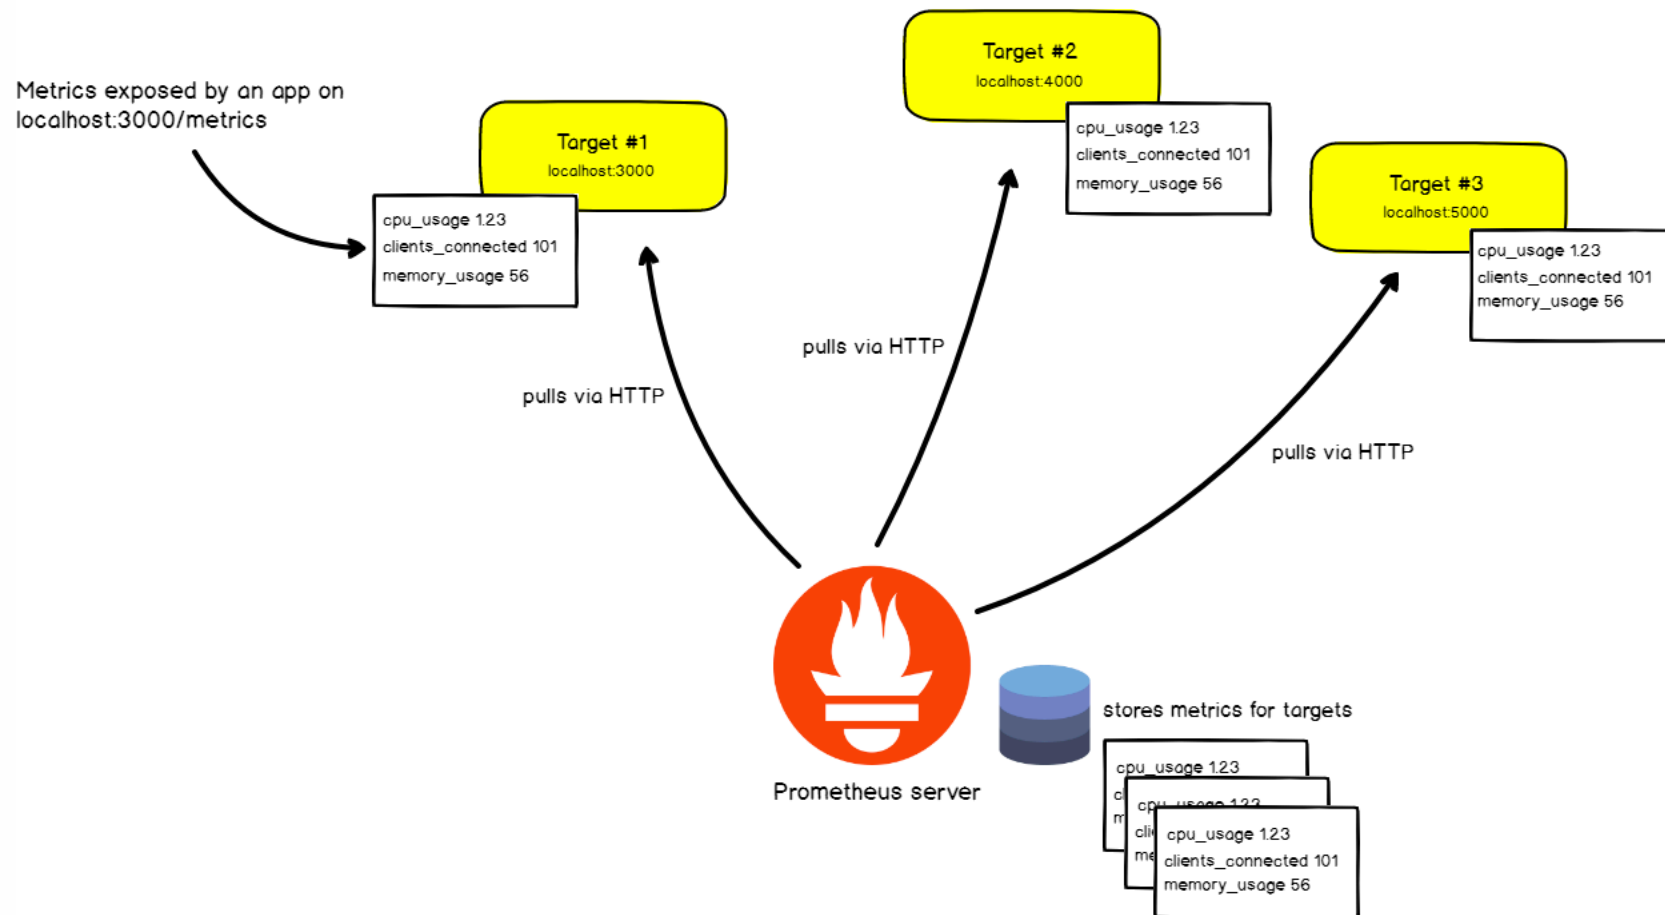 Metrics exposed by an app on
localhost:3000/metrics
Target #1
localhost:3000
cpu_usage 1.23
clients_connected 101
memory_usage 56
Target #2
localhost:4000
cpu_usage 1.23
clients_connected 101
memory_usage 56
Target #3
localhost:5000
cpu_usage 1.23
clients_connected 101
memory_usage 56
pulls via HTTP
pulls via HTTP
pulls via HTTP
Prometheus server
stores metrics for targets
cpu_usage 1.23
cpu_usage 1.23
cpu_usage 1.23
clients_connected 101
memory_usage 56